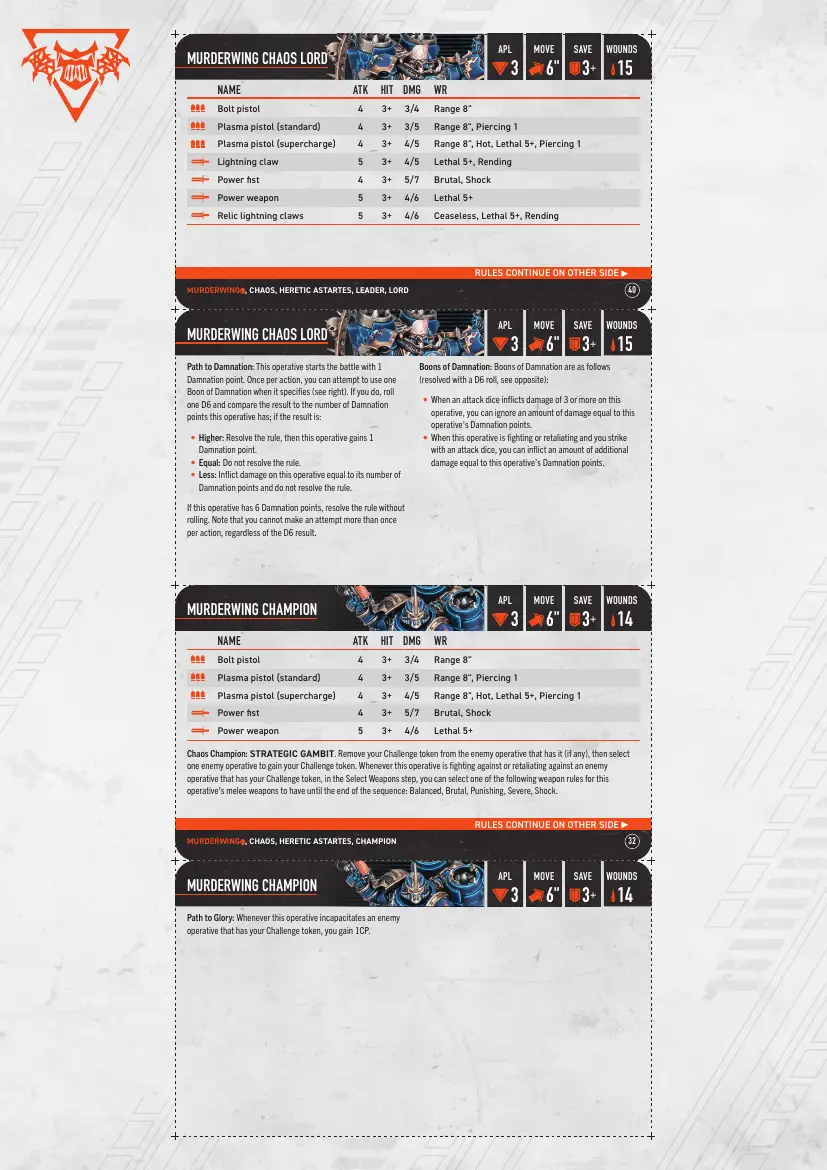 MURDERWING CHAOS LORD
APL MOVE SAVE WOUNDS
3 6" 3+ 15
NAME ATK HIT DMG WR
Bolt pistol 4 3+ 3/4 Range 8"
Plasma pistol (standard) 4 3+ 3/5 Range 8", Piercing 1
Plasma pistol (supercharge) 4 3+ 4/5 Range 8", Hot, Lethal 5+, Piercing 1
Lightning claw 5 3+ 4/5 Lethal 5+, Rending
Power fist 4 3+ 5/7 Brutal, Shock
Power weapon 5 3+ 4/6 Lethal 5+
Relic lightning claws 5 3+ 4/6 Ceaseless, Lethal 5+, Rending
RULES CONTINUE ON OTHER SIDE ▶
MURDERWING, CHAOS, HERETIC ASTARTES, LEADER, LORD
40
MURDERWING CHAOS LORD
APL MOVE SAVE WOUNDS
3 6" 3+ 15
Path to Damnation: This operative starts the battle with 1
Damnation point. Once per action, you can attempt to use one
Boon of Damnation when it specifies (see right). If you do, roll
one D6 and compare the result to the number of Damnation
points this operative has; if the result is:
• Higher: Resolve the rule, then this operative gains 1
Damnation point.
• Equal: Do not resolve the rule.
• Less: Inflict damage on this operative equal to its number of
Damnation points and do not resolve the rule.
If this operative has 6 Damnation points, resolve the rule without
rolling. Note that you cannot make an attempt more than once
per action, regardless of the D6 result.
Boons of Damnation: Boons of Damnation are as follows
(resolved with a D6 roll, see opposite):
• When an attack dice inflicts damage of 3 or more on this
operative, you can ignore an amount of damage equal to this
operative's Damnation points.
• When this operative is fighting or retaliating and you strike
with an attack dice, you can inflict an amount of additional
damage equal to this operative's Damnation points.
MURDERWING CHAMPION
APL MOVE SAVE WOUNDS
3 6" 3+ 14
NAME ATK HIT DMG WR
Bolt pistol 4 3+ 3/4 Range 8"
Plasma pistol (standard) 4 3+ 3/5 Range 8", Piercing 1
Plasma pistol (supercharge) 4 3+ 4/5 Range 8", Hot, Lethal 5+, Piercing 1
Power fist 4 3+ 5/7 Brutal, Shock
Power weapon 5 3+ 4/6 Lethal 5+
Chaos Champion: STRATEGIC GAMBIT. Remove your Challenge token from the enemy operative that has it (if any), then select
one enemy operative to gain your Challenge token. Whenever this operative is fighting against or retaliating against an enemy
operative that has your Challenge token, in the Select Weapons step, you can select one of the following weapon rules for this
operative's melee weapons to have until the end of the sequence: Balanced, Brutal, Punishing, Severe, Shock.
RULES CONTINUE ON OTHER SIDE ▶
MURDERWING, CHAOS, HERETIC ASTARTES, CHAMPION
32
MURDERWING CHAMPION
APL MOVE SAVE WOUNDS
3 6" 3+ 14
Path to Glory: Whenever this operative incapacitates an enemy
operative that has your Challenge token, you gain 1CP.